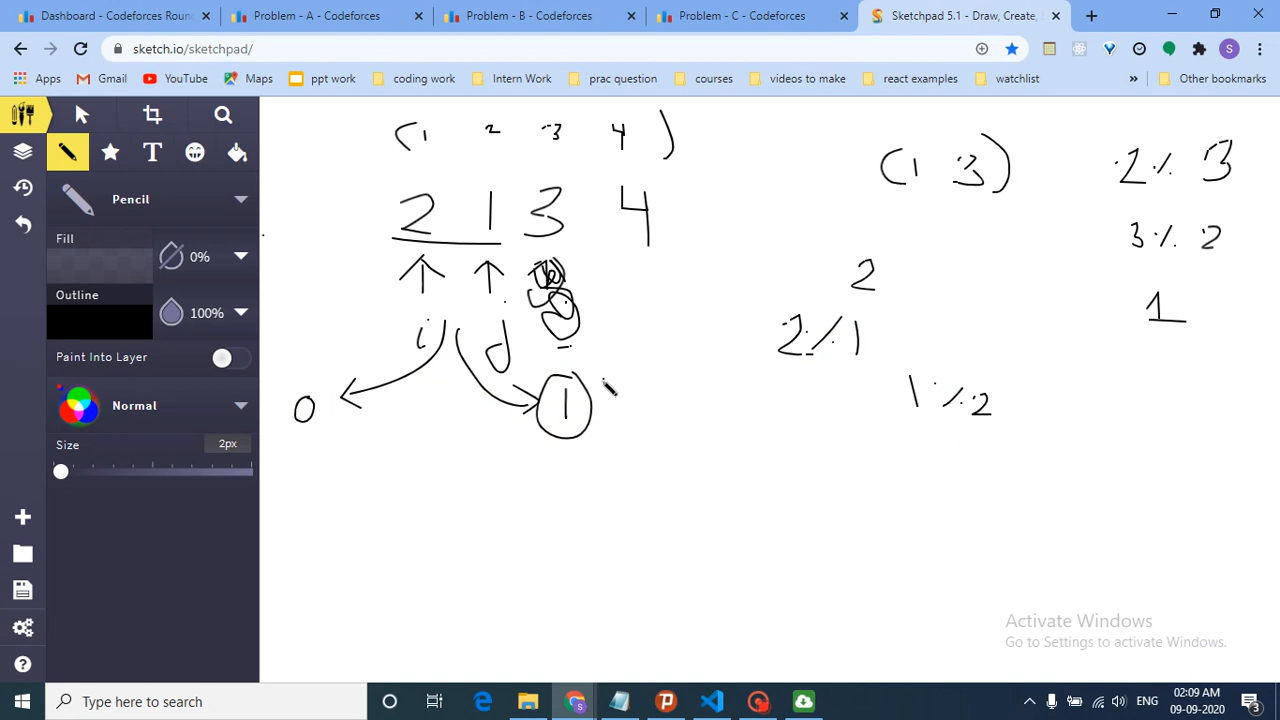 Dashboard - Codeforces Roun
Problem - A - Codeforces
Problem - B - Codeforces
Problem - C - Codeforces
Sketchpad 5.1 - Draw, Create,
sketch.io/sketchpad/
S
Apps
Gmail
YouTube
Maps
ppt work
coding work
Intern Work
prac question
courses
videos to make
react examples
watchlist
»
Other bookmarks
Pencil
Fill
0%
Outline
100%
Paint Into Layer
Normal
Size
2px
(1 2 3 4)
2 1 3 4
i j
0
1
(1 3)
2 % 3
3 % 2
1
2
2 % 1
1 % 2
Activate Windows
Go to Settings to activate Windows.
Type here to search
ENG
02:09 AM
09-09-2020
3